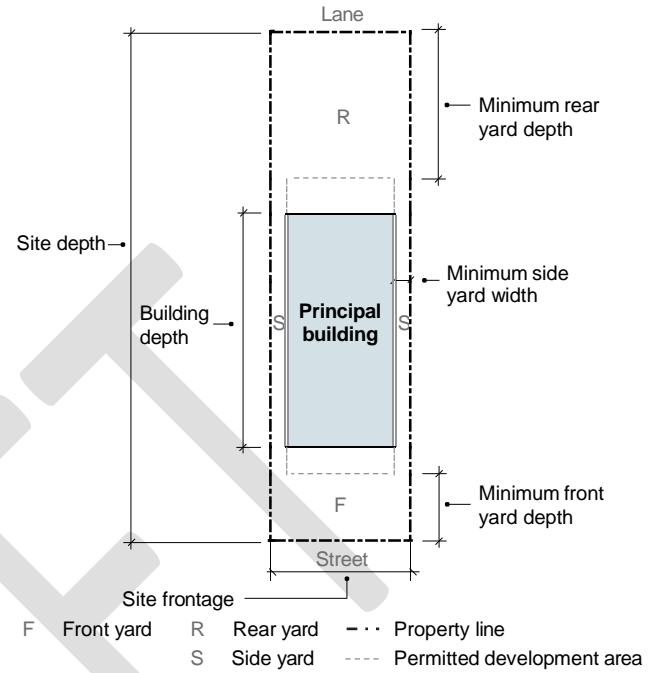 Lane
R
Minimum rear
yard depth
Site depth
Building
depth
S
Principal
building
S
Minimum side
yard width
F
Minimum front
yard depth
Street
Site frontage
F Front yard R Rear yard Property line
S Side yard Permitted development area